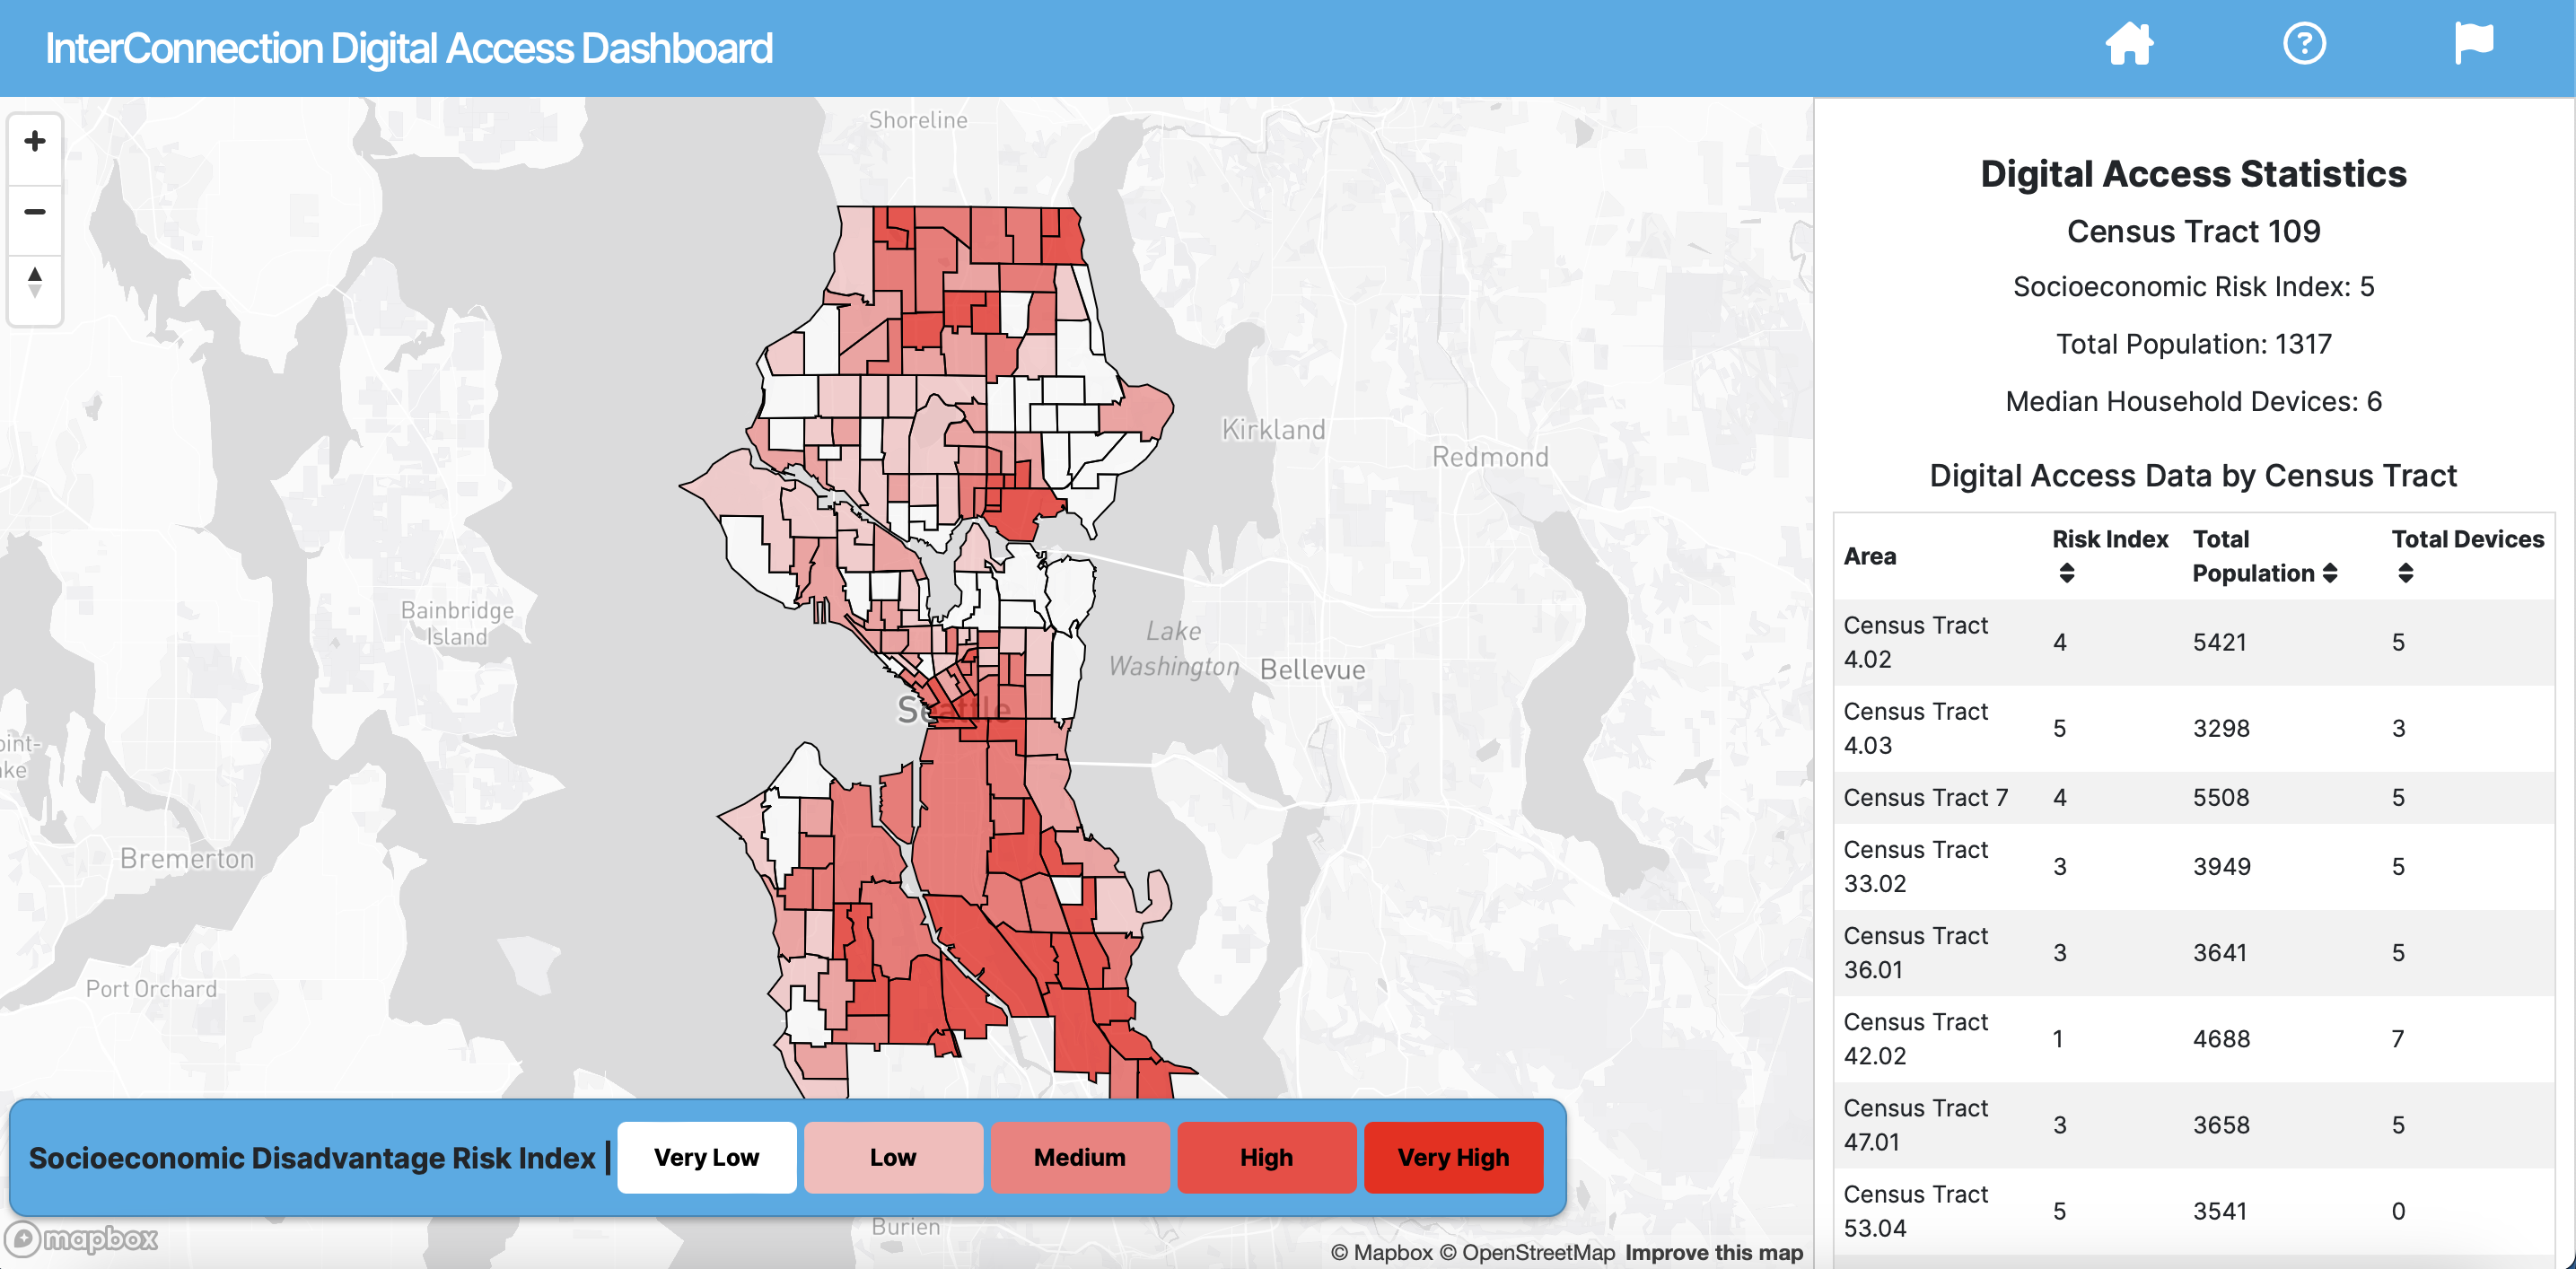 InterConnection Digital Access Dashboard
Shoreline
Kirkland
Redmond
Bainbridge
Island
Lake
Washington
Bellevue
Seattle
Bremerton
Port Orchard
Burien
Socioeconomic Disadvantage Risk Index |
Very Low
Low
Medium
High
Very High
mapbox
© Mapbox © OpenStreetMap Improve this map
Digital Access Statistics
Census Tract 109
Socioeconomic Risk Index: 5
Total Population: 1317
Median Household Devices: 6
Digital Access Data by Census Tract
Area Risk Index Total Population Total Devices
Census Tract 4.02 4 5421 5
Census Tract 4.03 5 3298 3
Census Tract 7 4 5508 5
Census Tract 33.02 3 3949 5
Census Tract 36.01 3 3641 5
Census Tract 42.02 1 4688 7
Census Tract 47.01 3 3658 5
Census Tract 53.04 5 3541 0